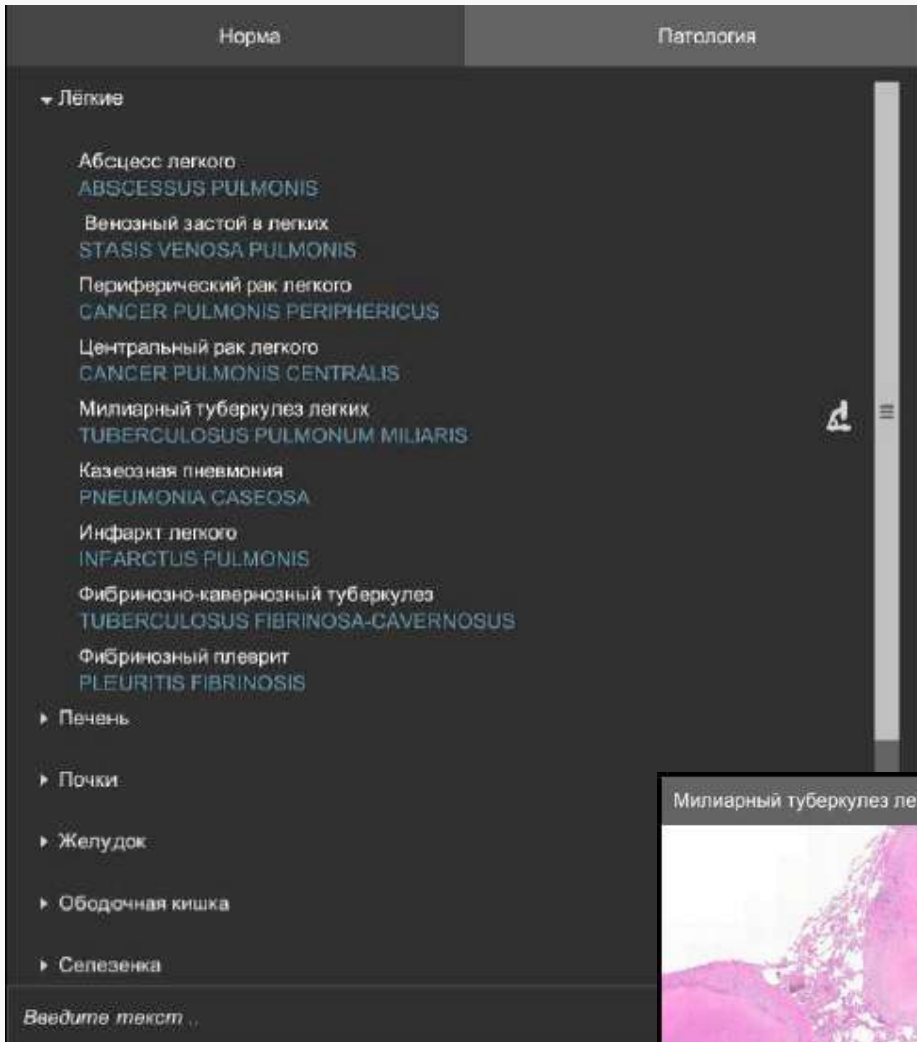 Норма
Патология
Лёгкие
Абсцесс легкого
ABSCESSUS PULMONIS
Венозный застой в легких
STASIS VENOSA PULMONIS
Периферический рак легкого
CANCER PULMONIS PERIPHERICUS
Центральный рак легкого
CANCER PULMONIS CENTRALIS
Милиарный туберкулез легких
TUBERCULOSUS PULMONUM MILIARIS
Казеозная пневмония
PNEUMONIA CASEOSA
Инфаркт легкого
INFARCTUS PULMONIS
Фибринозно-кавернозный туберкулез
TUBERCULOSUS FIBRINOSA-CAVERNOSUS
Фибринозный плеврит
PLEURITIS FIBRINOSIS
Печень
Почки
Милиарный туберкулез ле
Желудок
Ободочная кишка
Селезенка
Введите текст ..